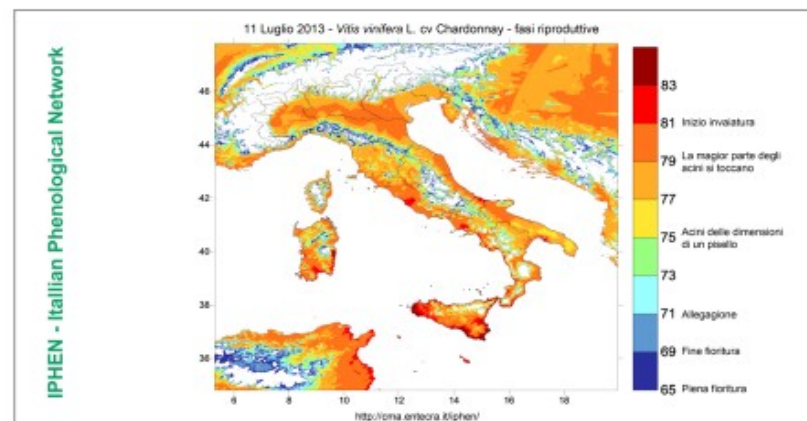 IPHEN - Itallian Phenological Network
11 Luglio 2013 - Vitis vinifera L. cv Chardonnay - fasi riproduttive
46
44
42
40
38
36
6
8
10
12
14
16
18
http://cma.entecra.it/iphen/
83
81
79
77
75
73
71
69
65
Inizio invaiatura
La magior parte degli
acini si toccano
Acini delle dimensioni
di un pisello
Allegagione
Fine fioritura
Piena fioritura